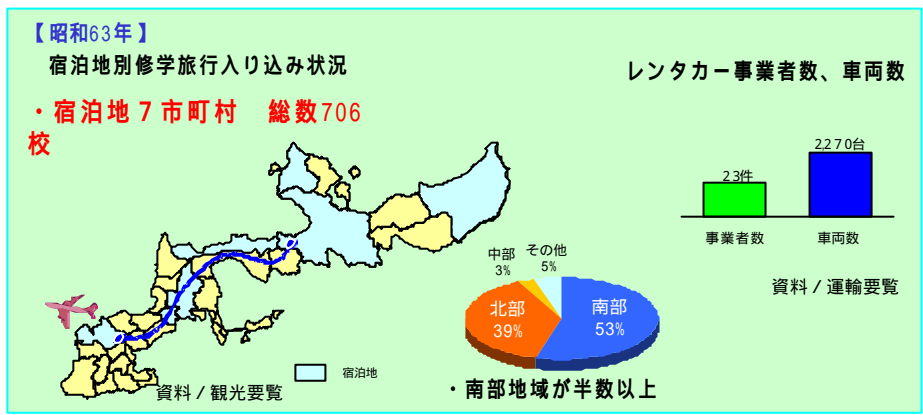 【昭和63年】
宿泊地別修学旅行入り込み状況
・宿泊地７市町村　総数706
校
レンタカー事業者数、車両数
2,270台
23件
事業者数
車両数
資料／運輸要覧
中部
3%
その他
5%
北部
39%
南部
53%
・南部地域が半数以上
宿泊地
資料／観光要覧